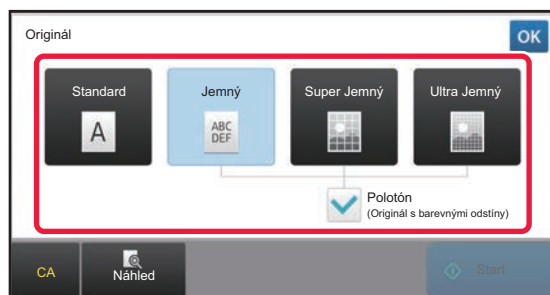 Originál
OK
Standard
Jemný
Super Jemný
Ultra Jemný
A
ABC
DEF
Polotón
(Originál s barevnými odstíny)
CA
Náhled
Start